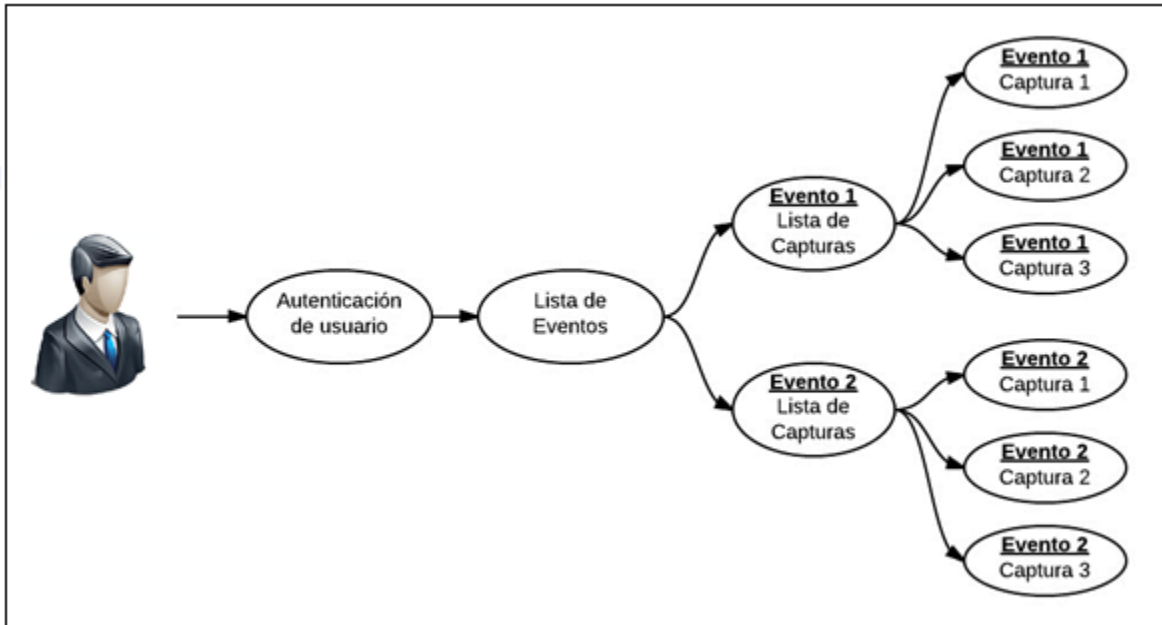 Autenticación
de usuario
Lista de
Eventos
Evento 1
Lista de
Capturas
Evento 1
Captura 1
Evento 1
Captura 2
Evento 1
Captura 3
Evento 2
Lista de
Capturas
Evento 2
Captura 1
Evento 2
Captura 2
Evento 2
Captura 3